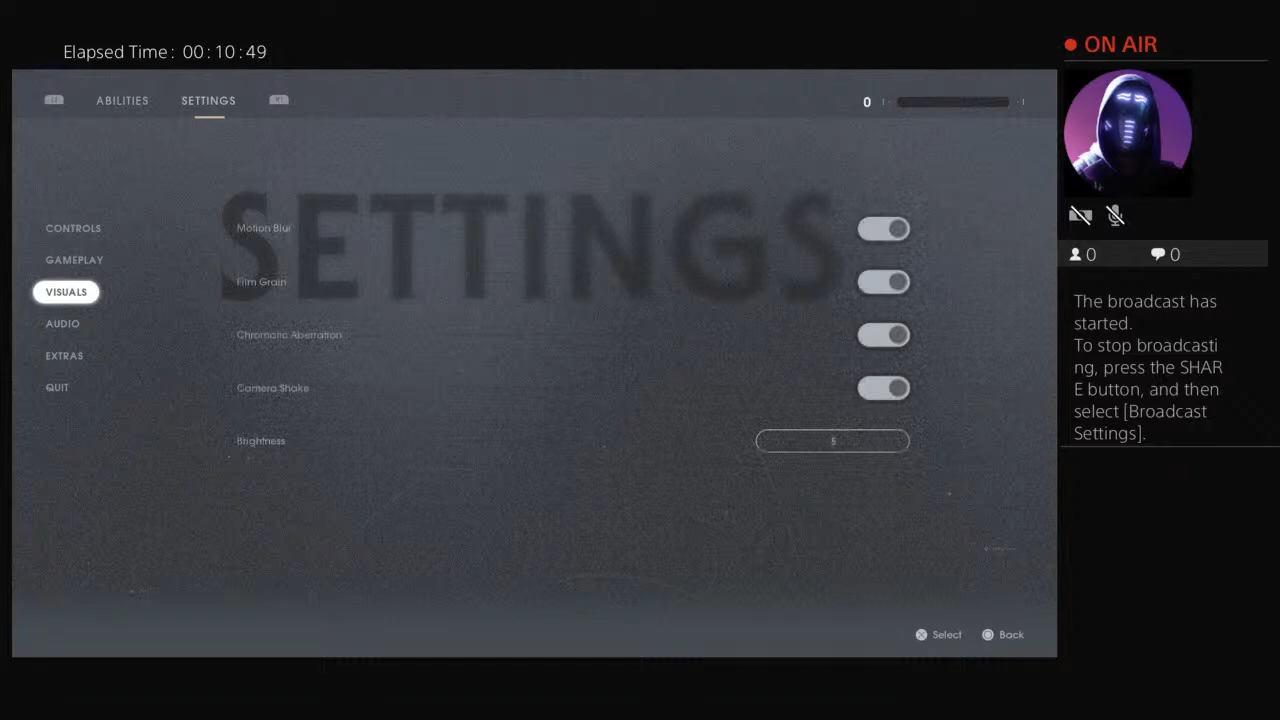 Elapsed Time: 00:10:49
ON AIR
ABILITIES SETTINGS
0
SETTINGS
CONTROLS
GAMEPLAY
VISUALS
AUDIO
EXTRAS
QUIT
Motion Blur
Film Grain
Chromatic Aberration
Camera Shake
Brightness
5
Select Back
0 0
The broadcast has
started.
To stop broadcasti
ng, press the SHAR
E button, and then
select [Broadcast
Settings].